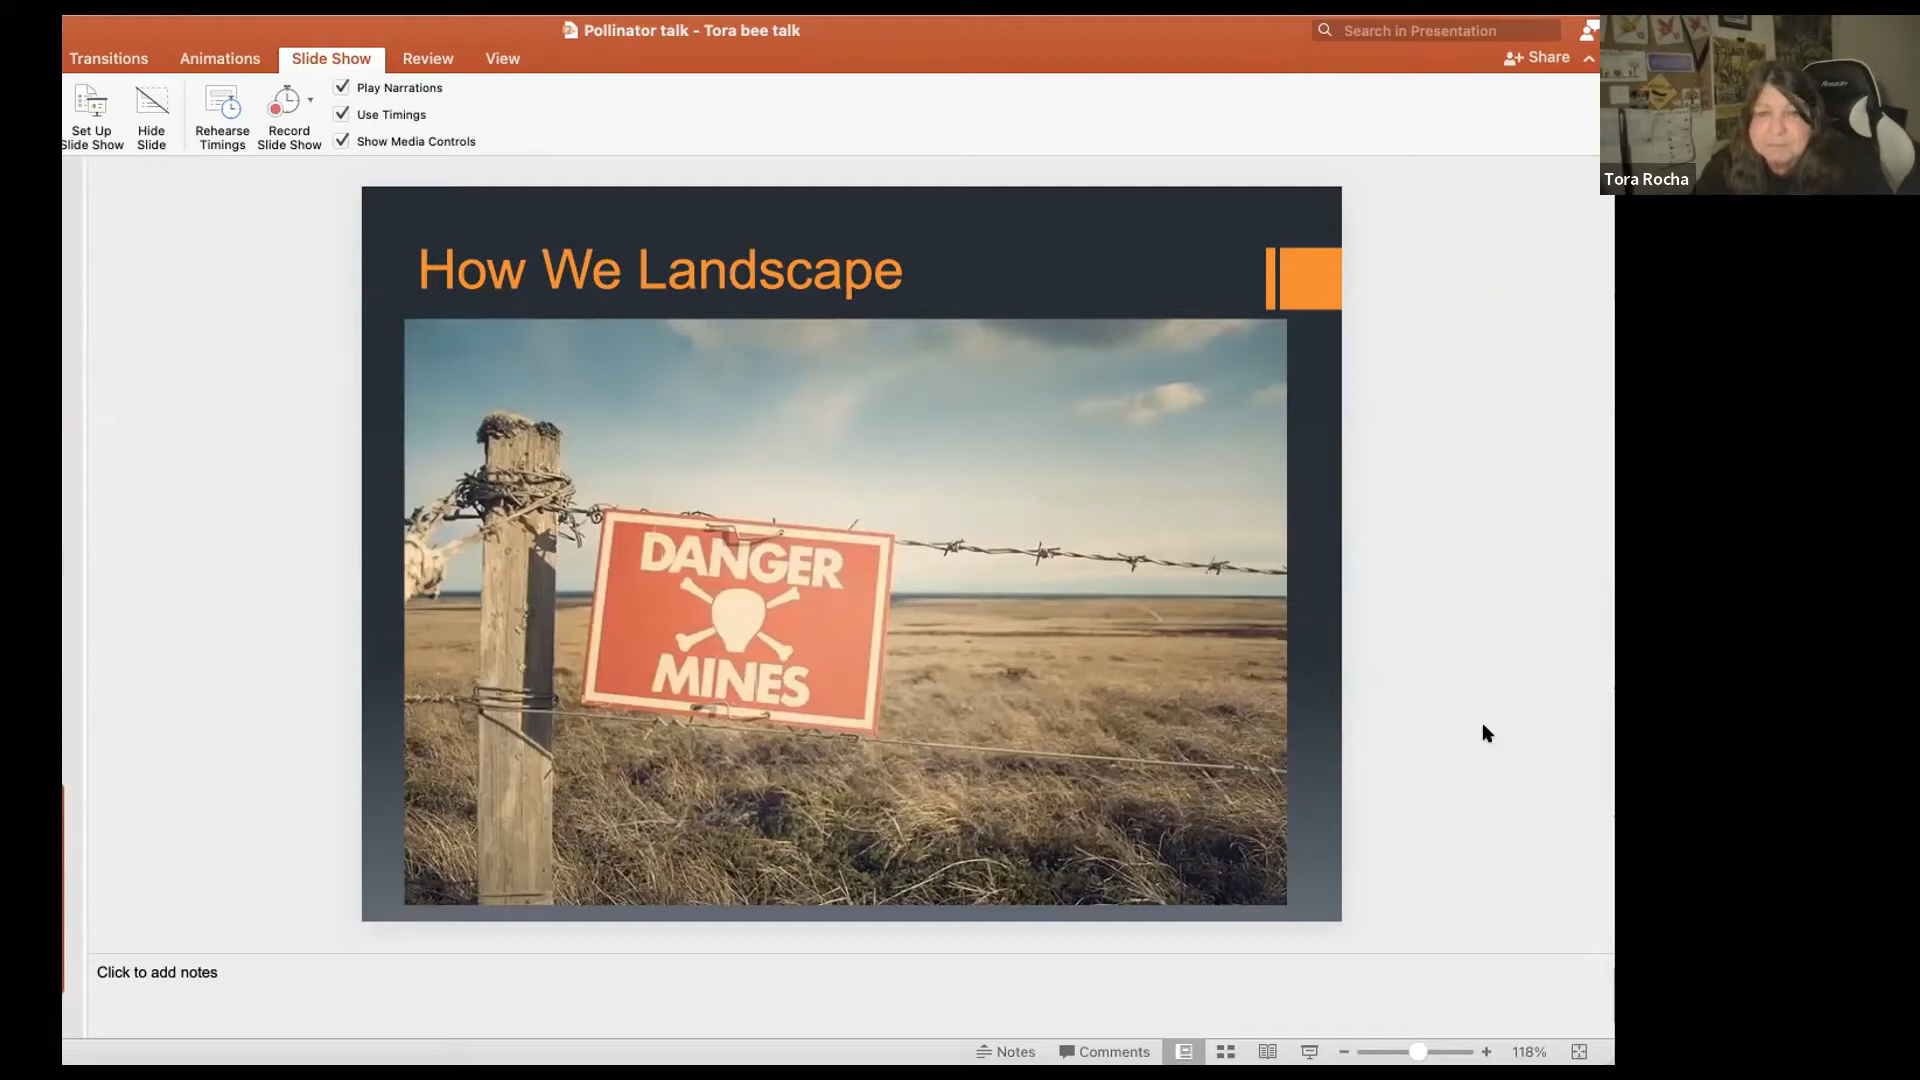 Pollinator talk - Tora bee talk
Search in Presentation
Transitions
Animations
Slide Show
Review
View
Share
Set Up
Slide Show
Hide
Slide
Rehearse
Timings
Record
Slide Show
Play Narrations
Use Timings
Show Media Controls
Tora Rocha
How We Landscape
DANGER
MINES
Click to add notes
Notes
Comments
118%